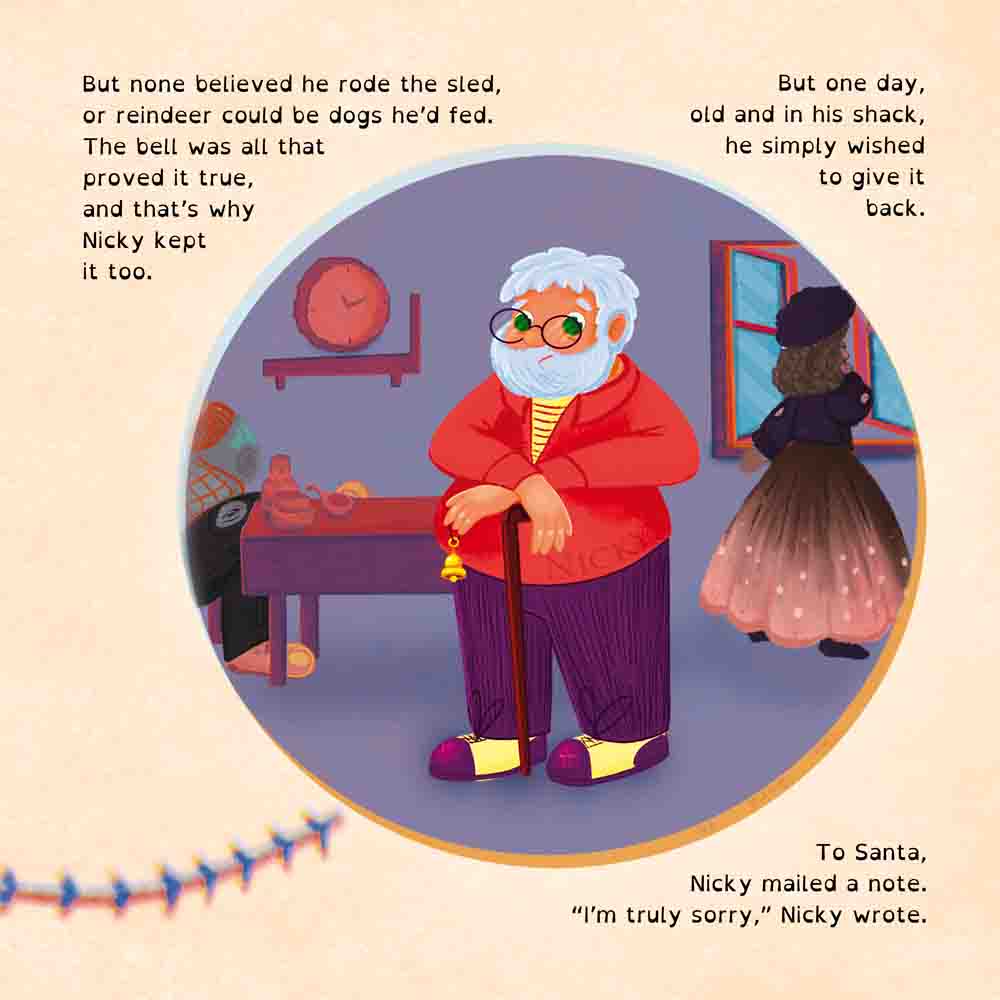 But none believed he rode the sled,
or reindeer could be dogs he’d fed.
The bell was all that
proved it true,
and that’s why
Nicky kept
it too.
But one day,
old and in his shack,
he simply wished
to give it
back.
NICKY
To Santa,
Nicky mailed a note.
“I’m truly sorry,” Nicky wrote.